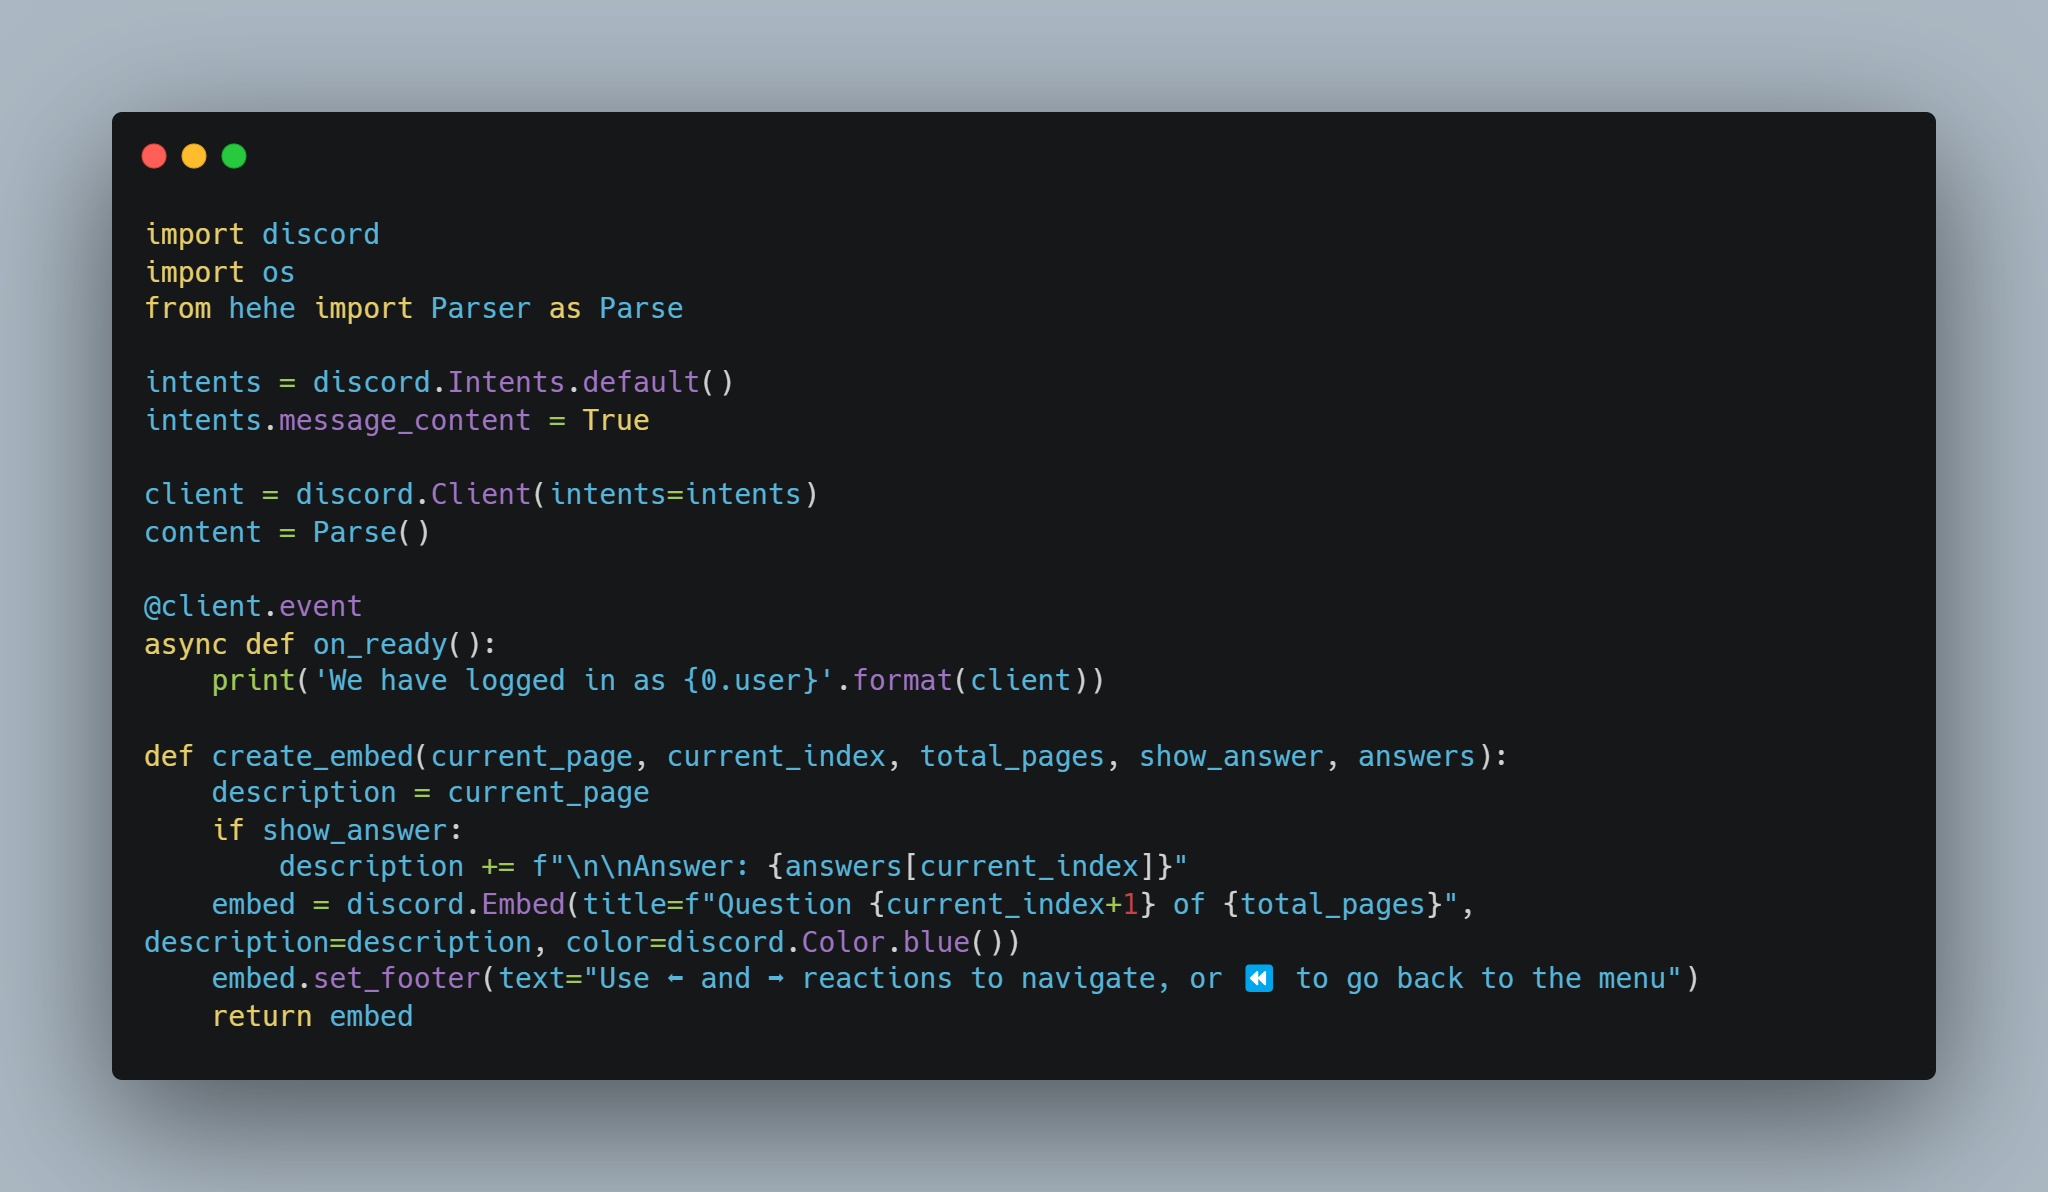 import discord
import os
from hehe import Parser as Parse

intents = discord.Intents.default()
intents.message_content = True

client = discord.Client(intents=intents)
content = Parse()

@client.event
async def on_ready():
    print('We have logged in as {0.user}'.format(client))

def create_embed(current_page, current_index, total_pages, show_answer, answers):
    description = current_page
    if show_answer:
        description += f"\n\nAnswer: {answers[current_index]}"
    embed = discord.Embed(title=f"Question {current_index+1} of {total_pages}",
description=description, color=discord.Color.blue())
    embed.set_footer(text="Use ⬅ and ➡ reactions to navigate, or ⏪ to go back to the menu")
    return embed